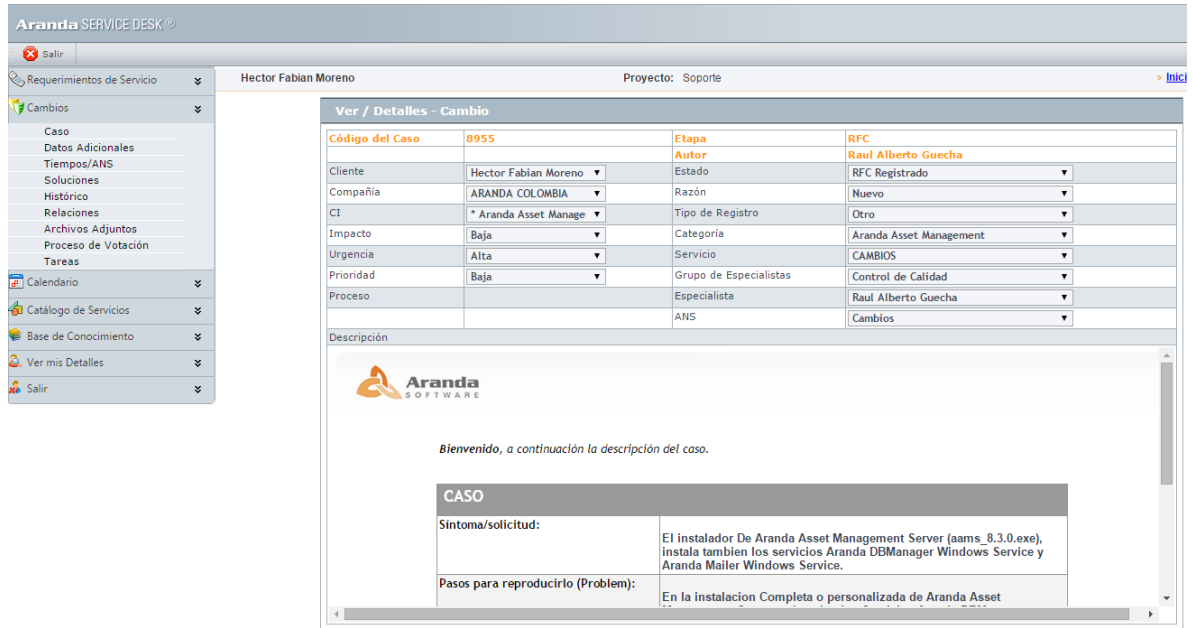 Aranda SERVICE DESK ®
Salir
Requerimientos de Servicio
Cambios
Caso
Datos Adicionales
Tiempos/ANS
Soluciones
Histórico
Relaciones
Archivos Adjuntos
Proceso de Votación
Tareas
Calendario
Catálogo de Servicios
Base de Conocimiento
Ver mis Detalles
Salir
Hector Fabian Moreno Proyecto: Soporte » Inici
Ver / Detalles - Cambio
Código del Caso 8955 Etapa RFC
Autor Raul Alberto Guecha
Cliente Hector Fabian Moreno Estado RFC Registrado
Compañía ARANDA COLOMBIA Razón Nuevo
CI * Aranda Asset Manage Tipo de Registro Otro
Impacto Baja Categoría Aranda Asset Management
Urgencia Alta Servicio CAMBIOS
Prioridad Baja Grupo de Especialistas Control de Calidad
Proceso Especialista Raul Alberto Guecha
ANS Cambios
Descripción
Aranda
SOFTWARE
Bienvenido, a continuación la descripción del caso.
CASO
Síntoma/solicitud:
El instalador De Aranda Asset Management Server (aams_8.3.0.exe),
instala tambien los servicios Aranda DBManager Windows Service y
Aranda Mailer Windows Service.
Pasos para reproducirlo (Problem):
En la instalacion Completa o personalizada de Aranda Asset